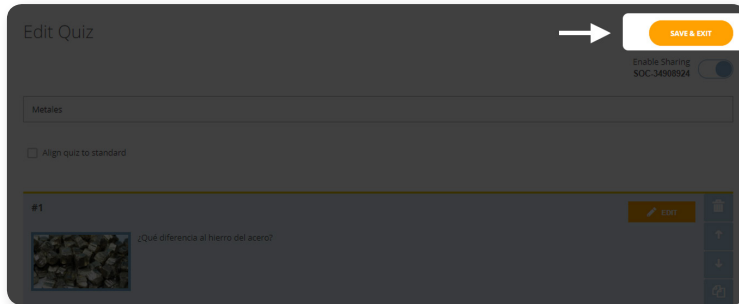 Edit Quiz
SAVE & EXIT
Enable Sharing
SOC-34908924
Metales
Align quiz to standard
#1
EDIT
¿Qué diferencia al hierro del acero?